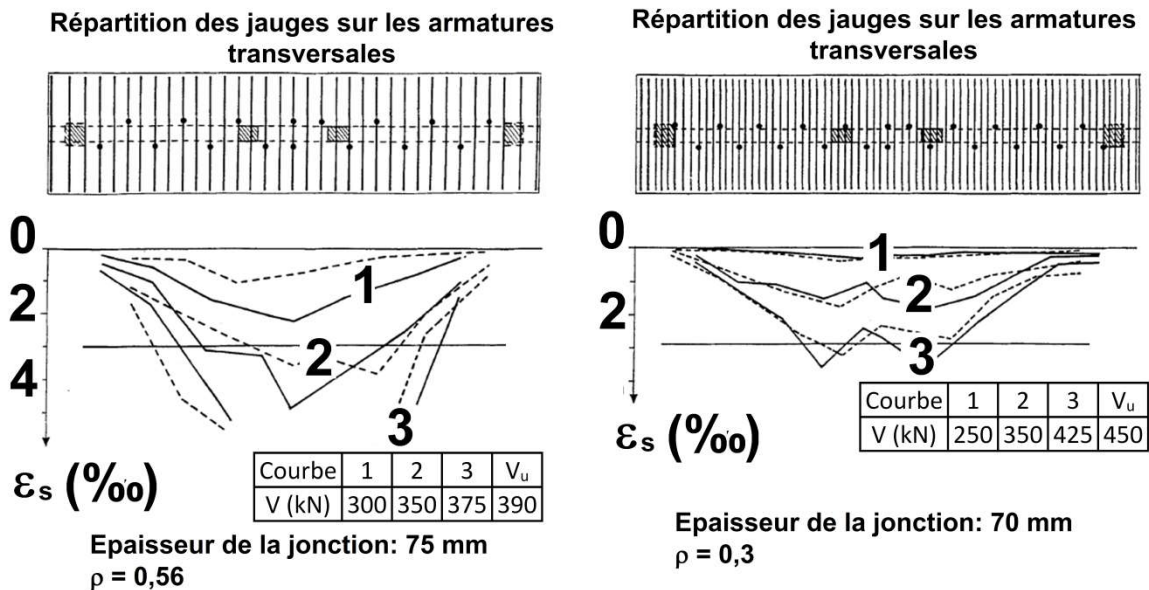 Répartition des jauges sur les armatures
transversales
0
2
4
εs (‰)
1
2
3
Courbe 1 2 3 Vu
V (kN) 300 350 375 390
Epaisseur de la jonction: 75 mm
ρ = 0,56
Répartition des jauges sur les armatures
transversales
0
2
εs (‰)
1
2
3
Courbe 1 2 3 Vu
V (kN) 250 350 425 450
Epaisseur de la jonction: 70 mm
ρ = 0,3